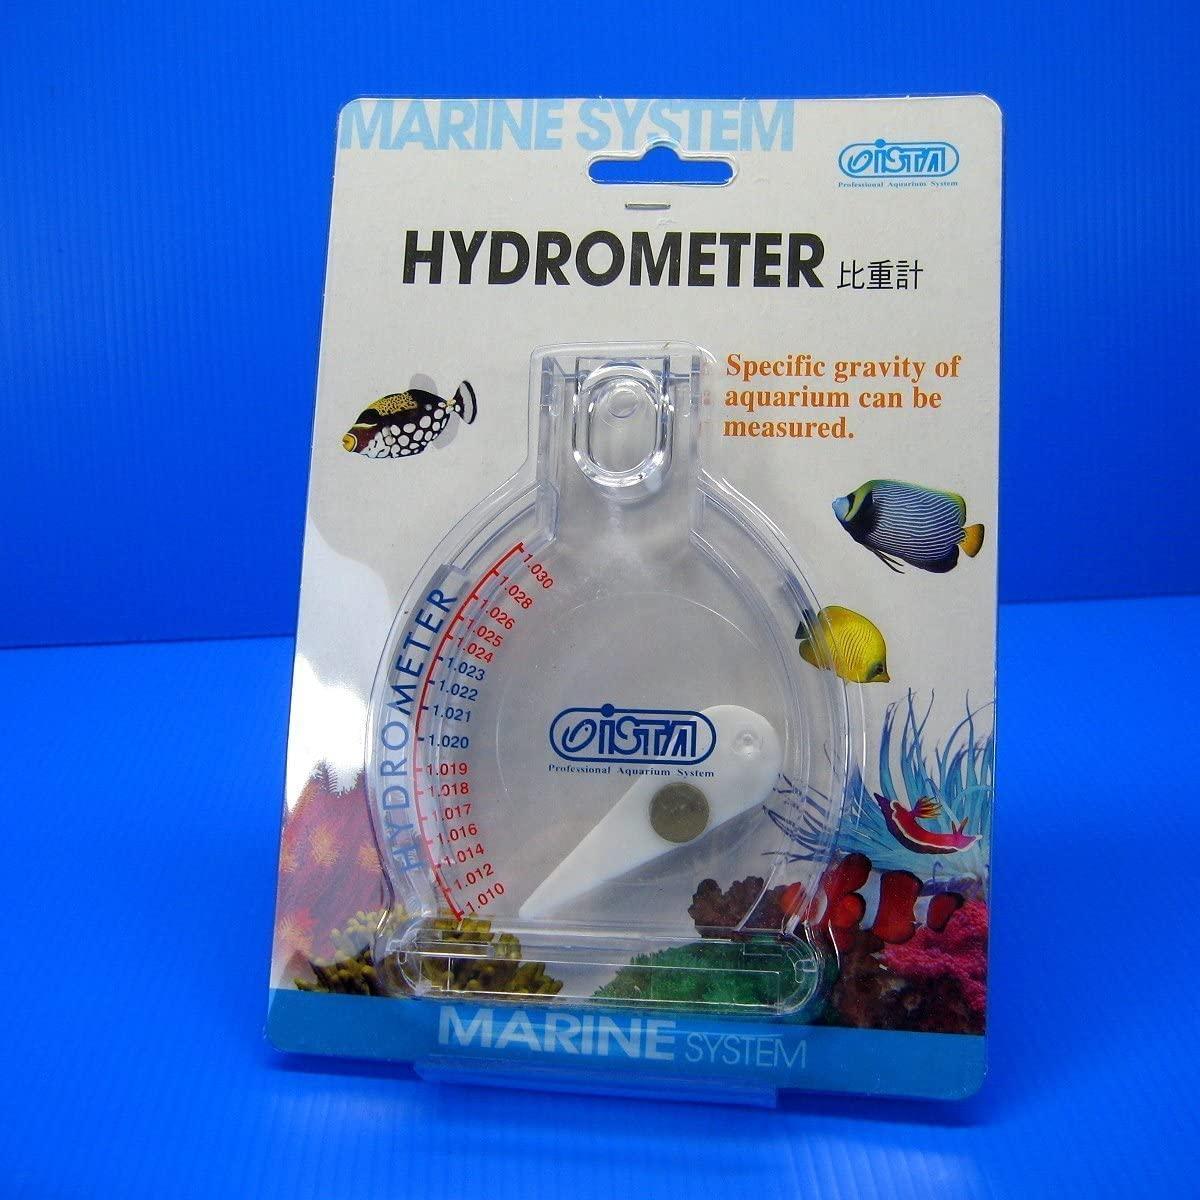 MARINE SYSTEM
ISTA
Professional Aquarium System
HYDROMETER 比重計
Specific gravity of
aquarium can be
measured.
HYDROMETER
1.030
1.028
1.026
1.025
1.024
1.023
1.022
1.021
1.020
1.019
1.018
1.017
1.016
1.014
1.012
1.010
ISTA
Professional Aquarium System
MARINE SYSTEM